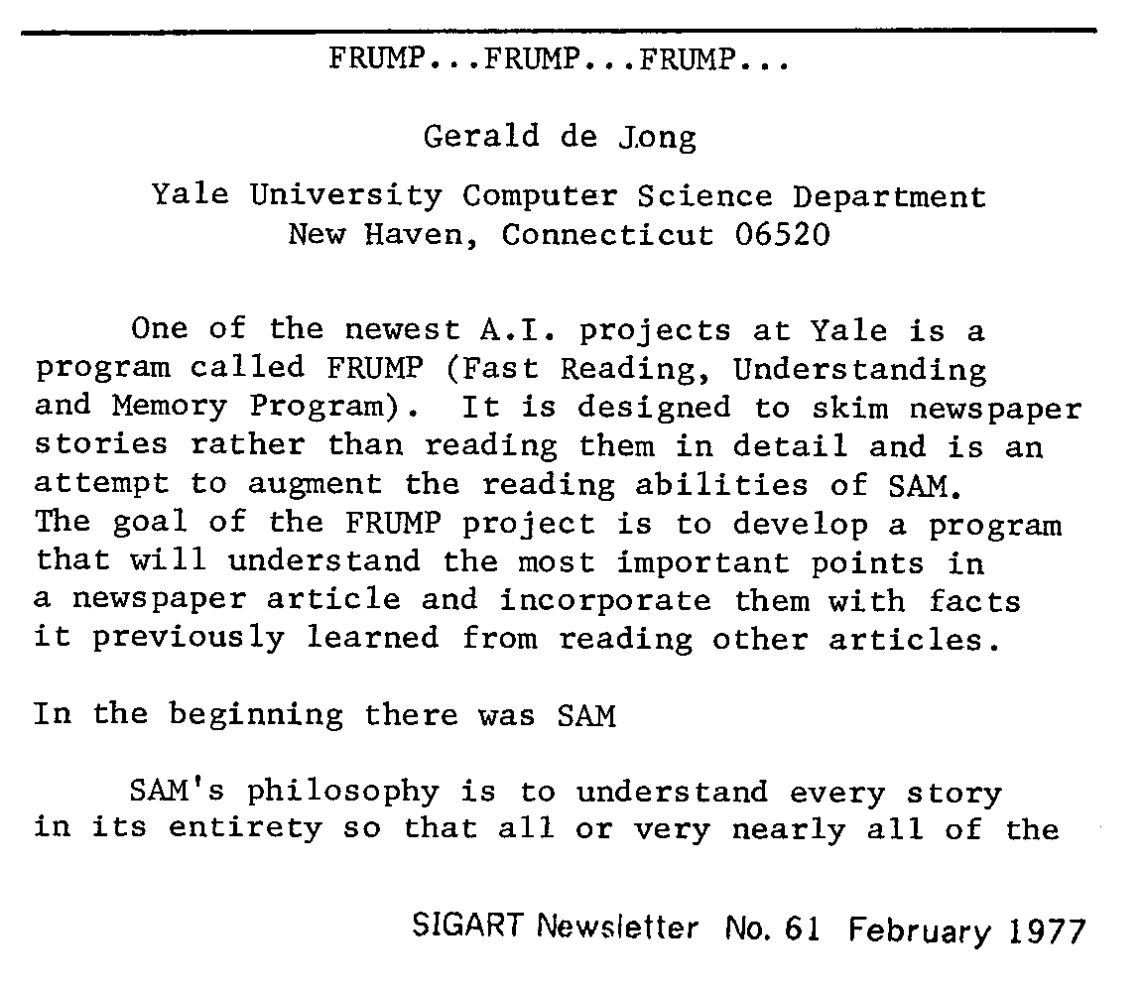 FRUMP...FRUMP...FRUMP...
Gerald de Jong
Yale University Computer Science Department
New Haven, Connecticut 06520
One of the newest A.I. projects at Yale is a
program called FRUMP (Fast Reading, Understanding
and Memory Program). It is designed to skim newspaper
stories rather than reading them in detail and is an
attempt to augment the reading abilities of SAM.
The goal of the FRUMP project is to develop a program
that will understand the most important points in
a newspaper article and incorporate them with facts
it previously learned from reading other articles.
In the beginning there was SAM
SAM's philosophy is to understand every story
in its entirety so that all or very nearly all of the
SIGART Newsletter No. 61 February 1977